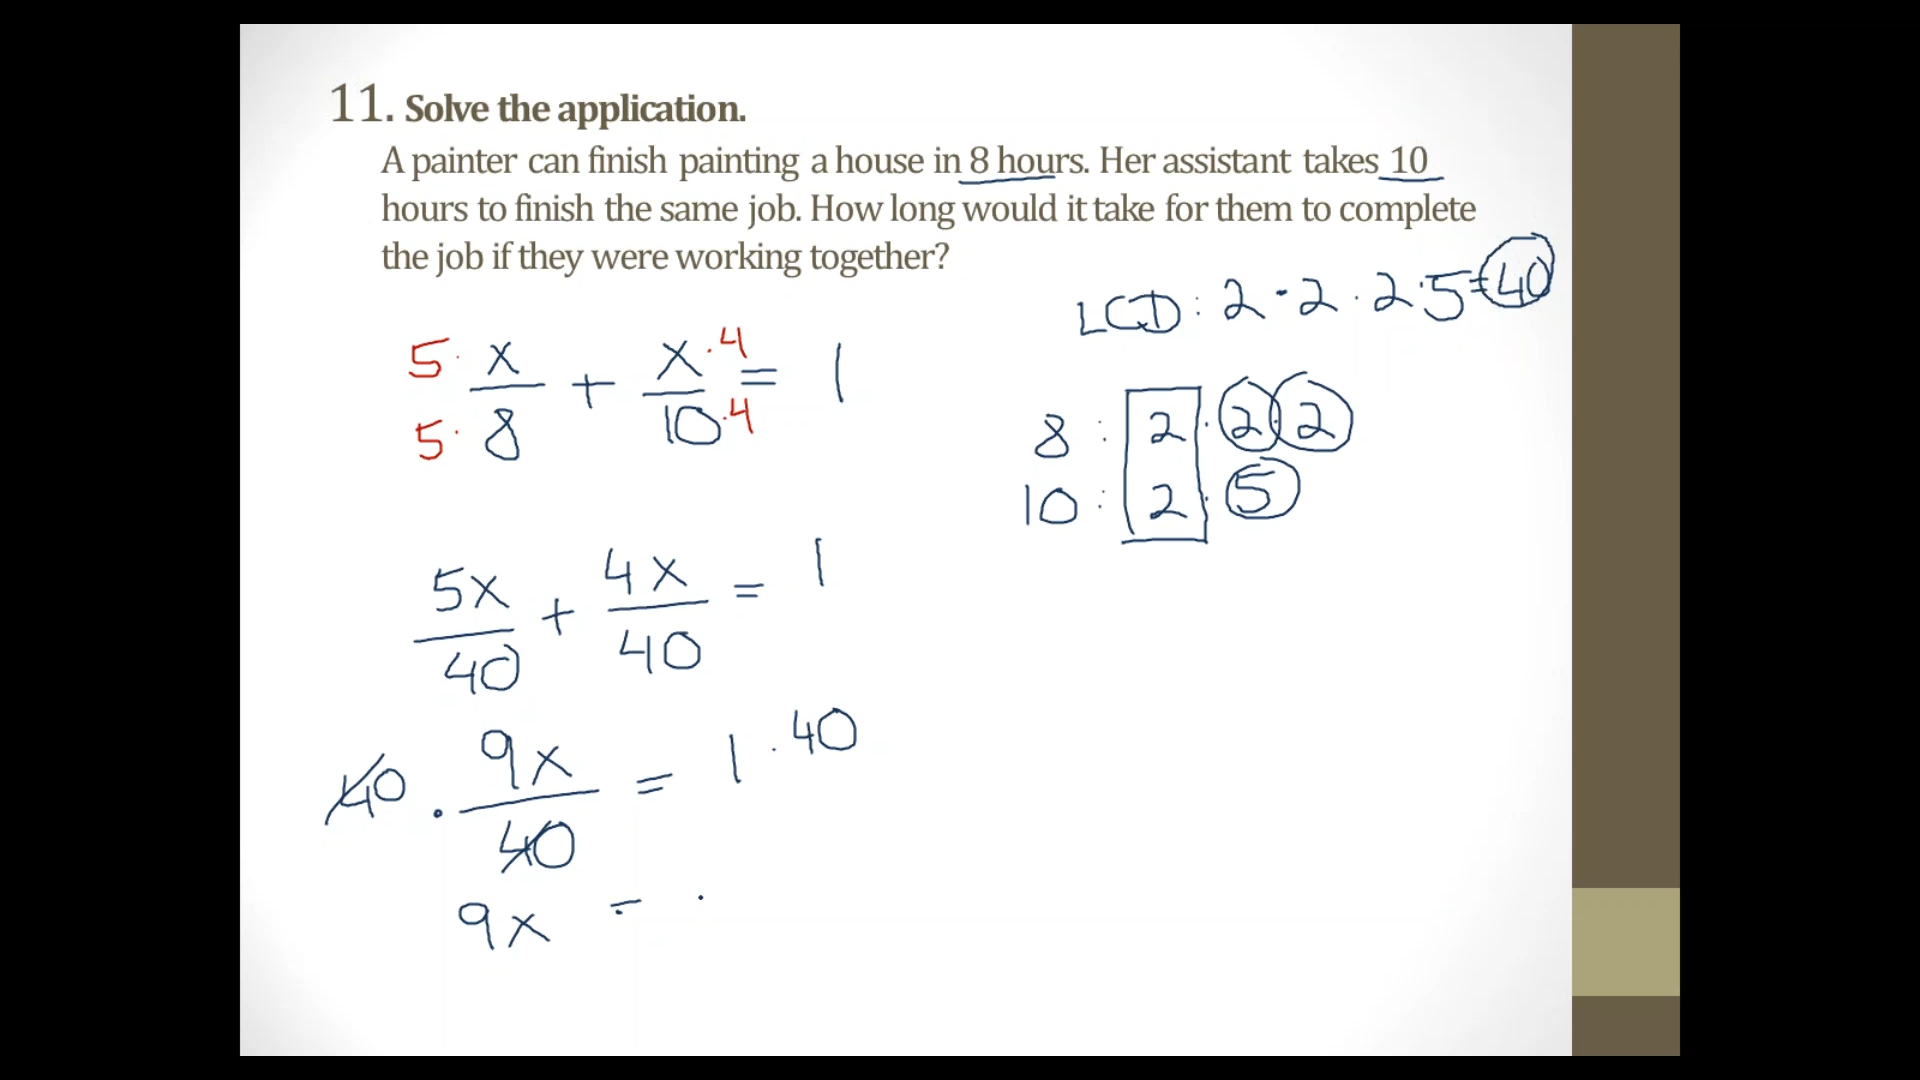 11. Solve the application.
A painter can finish painting a house in 8 hours. Her assistant takes 10
hours to finish the same job. How long would it take for them to complete
the job if they were working together?
LCD: 2 · 2 · 2 · 5 = 40
5 · x/8 · 5 + x · 4/10 · 4 = 1
8 : 2 · 2 · 2
10 : 2 · 5
5x/40 + 4x/40 = 1
40 · 9x/40 = 1 · 40
9x =